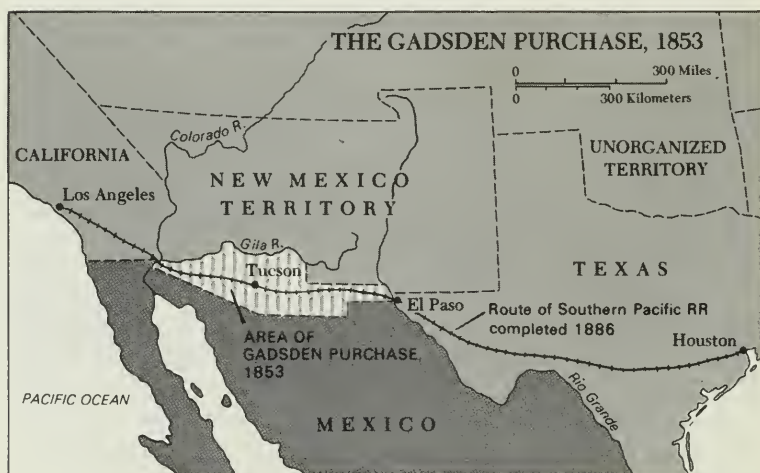 THE GADSDEN PURCHASE, 1853
0 300 Miles
0 300 Kilometers
Colorado R.
CALIFORNIA
UNORGANIZED
TERRITORY
Los Angeles
NEW MEXICO
TERRITORY
Gila R.
Tucson
TEXAS
El Paso
Route of Southern Pacific RR
completed 1886
Houston
AREA OF
GADSDEN PURCHASE,
1853
Rio Grande
PACIFIC OCEAN
MEXICO